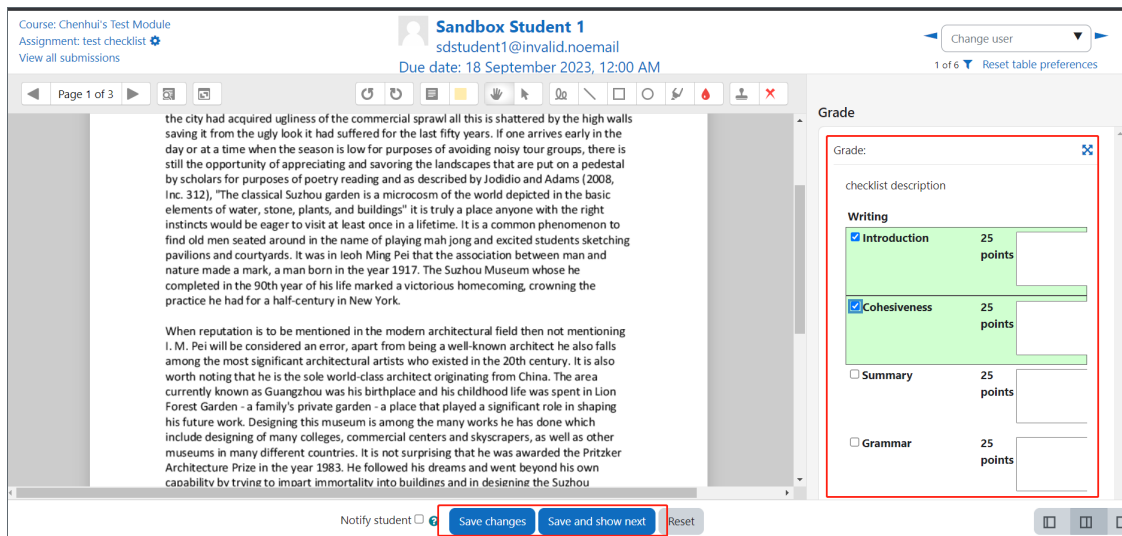 Course: Chenhui's Test Module
Assignment: test checklist
View all submissions
Sandbox Student 1
sdstudent1@invalid.noemail
Due date: 18 September 2023, 12:00 AM
Change user
1 of 6
Reset table preferences
Page 1 of 3
the city had acquired ugliness of the commercial sprawl all this is shattered by the high walls
saving it from the ugly look it had suffered for the last fifty years. If one arrives early in the
day or at a time when the season is low for purposes of avoiding noisy tour groups, there is
still the opportunity of appreciating and savoring the landscapes that are put on a pedestal
by scholars for purposes of poetry reading and as described by Jodidio and Adams (2008,
Inc. 312), "The classical Suzhou garden is a microcosm of the world depicted in the basic
elements of water, stone, plants, and buildings" it is truly a place anyone with the right
instincts would be eager to visit at least once in a lifetime. It is a common phenomenon to
find old men seated around in the name of playing mah jong and excited students sketching
pavilions and courtyards. It was in Ieoh Ming Pei that the association between man and
nature made a mark, a man born in the year 1917. The Suzhou Museum whose he
completed in the 90th year of his life marked a victorious homecoming, crowning the
practice he had for a half-century in New York.
When reputation is to be mentioned in the modern architectural field then not mentioning
I. M. Pei will be considered an error, apart from being a well-known architect he also falls
among the most significant architectural artists who existed in the 20th century. It is also
worth noting that he is the sole world-class architect originating from China. The area
currently known as Guangzhou was his birthplace and his childhood life was spent in Lion
Forest Garden - a family's private garden - a place that played a significant role in shaping
his future work. Designing this museum is among the many works he has done which
include designing of many colleges, commercial centers and skyscrapers, as well as other
museums in many different countries. It is not surprising that he was awarded the Pritzker
Architecture Prize in the year 1983. He followed his dreams and went beyond his own
capability by trying to impart immortality into buildings and in designing the Suzhou
Grade
Grade:
checklist description
Writing
Introduction
25 points
Cohesiveness
25 points
Summary
25 points
Grammar
25 points
Notify student
Save changes
Save and show next
Reset